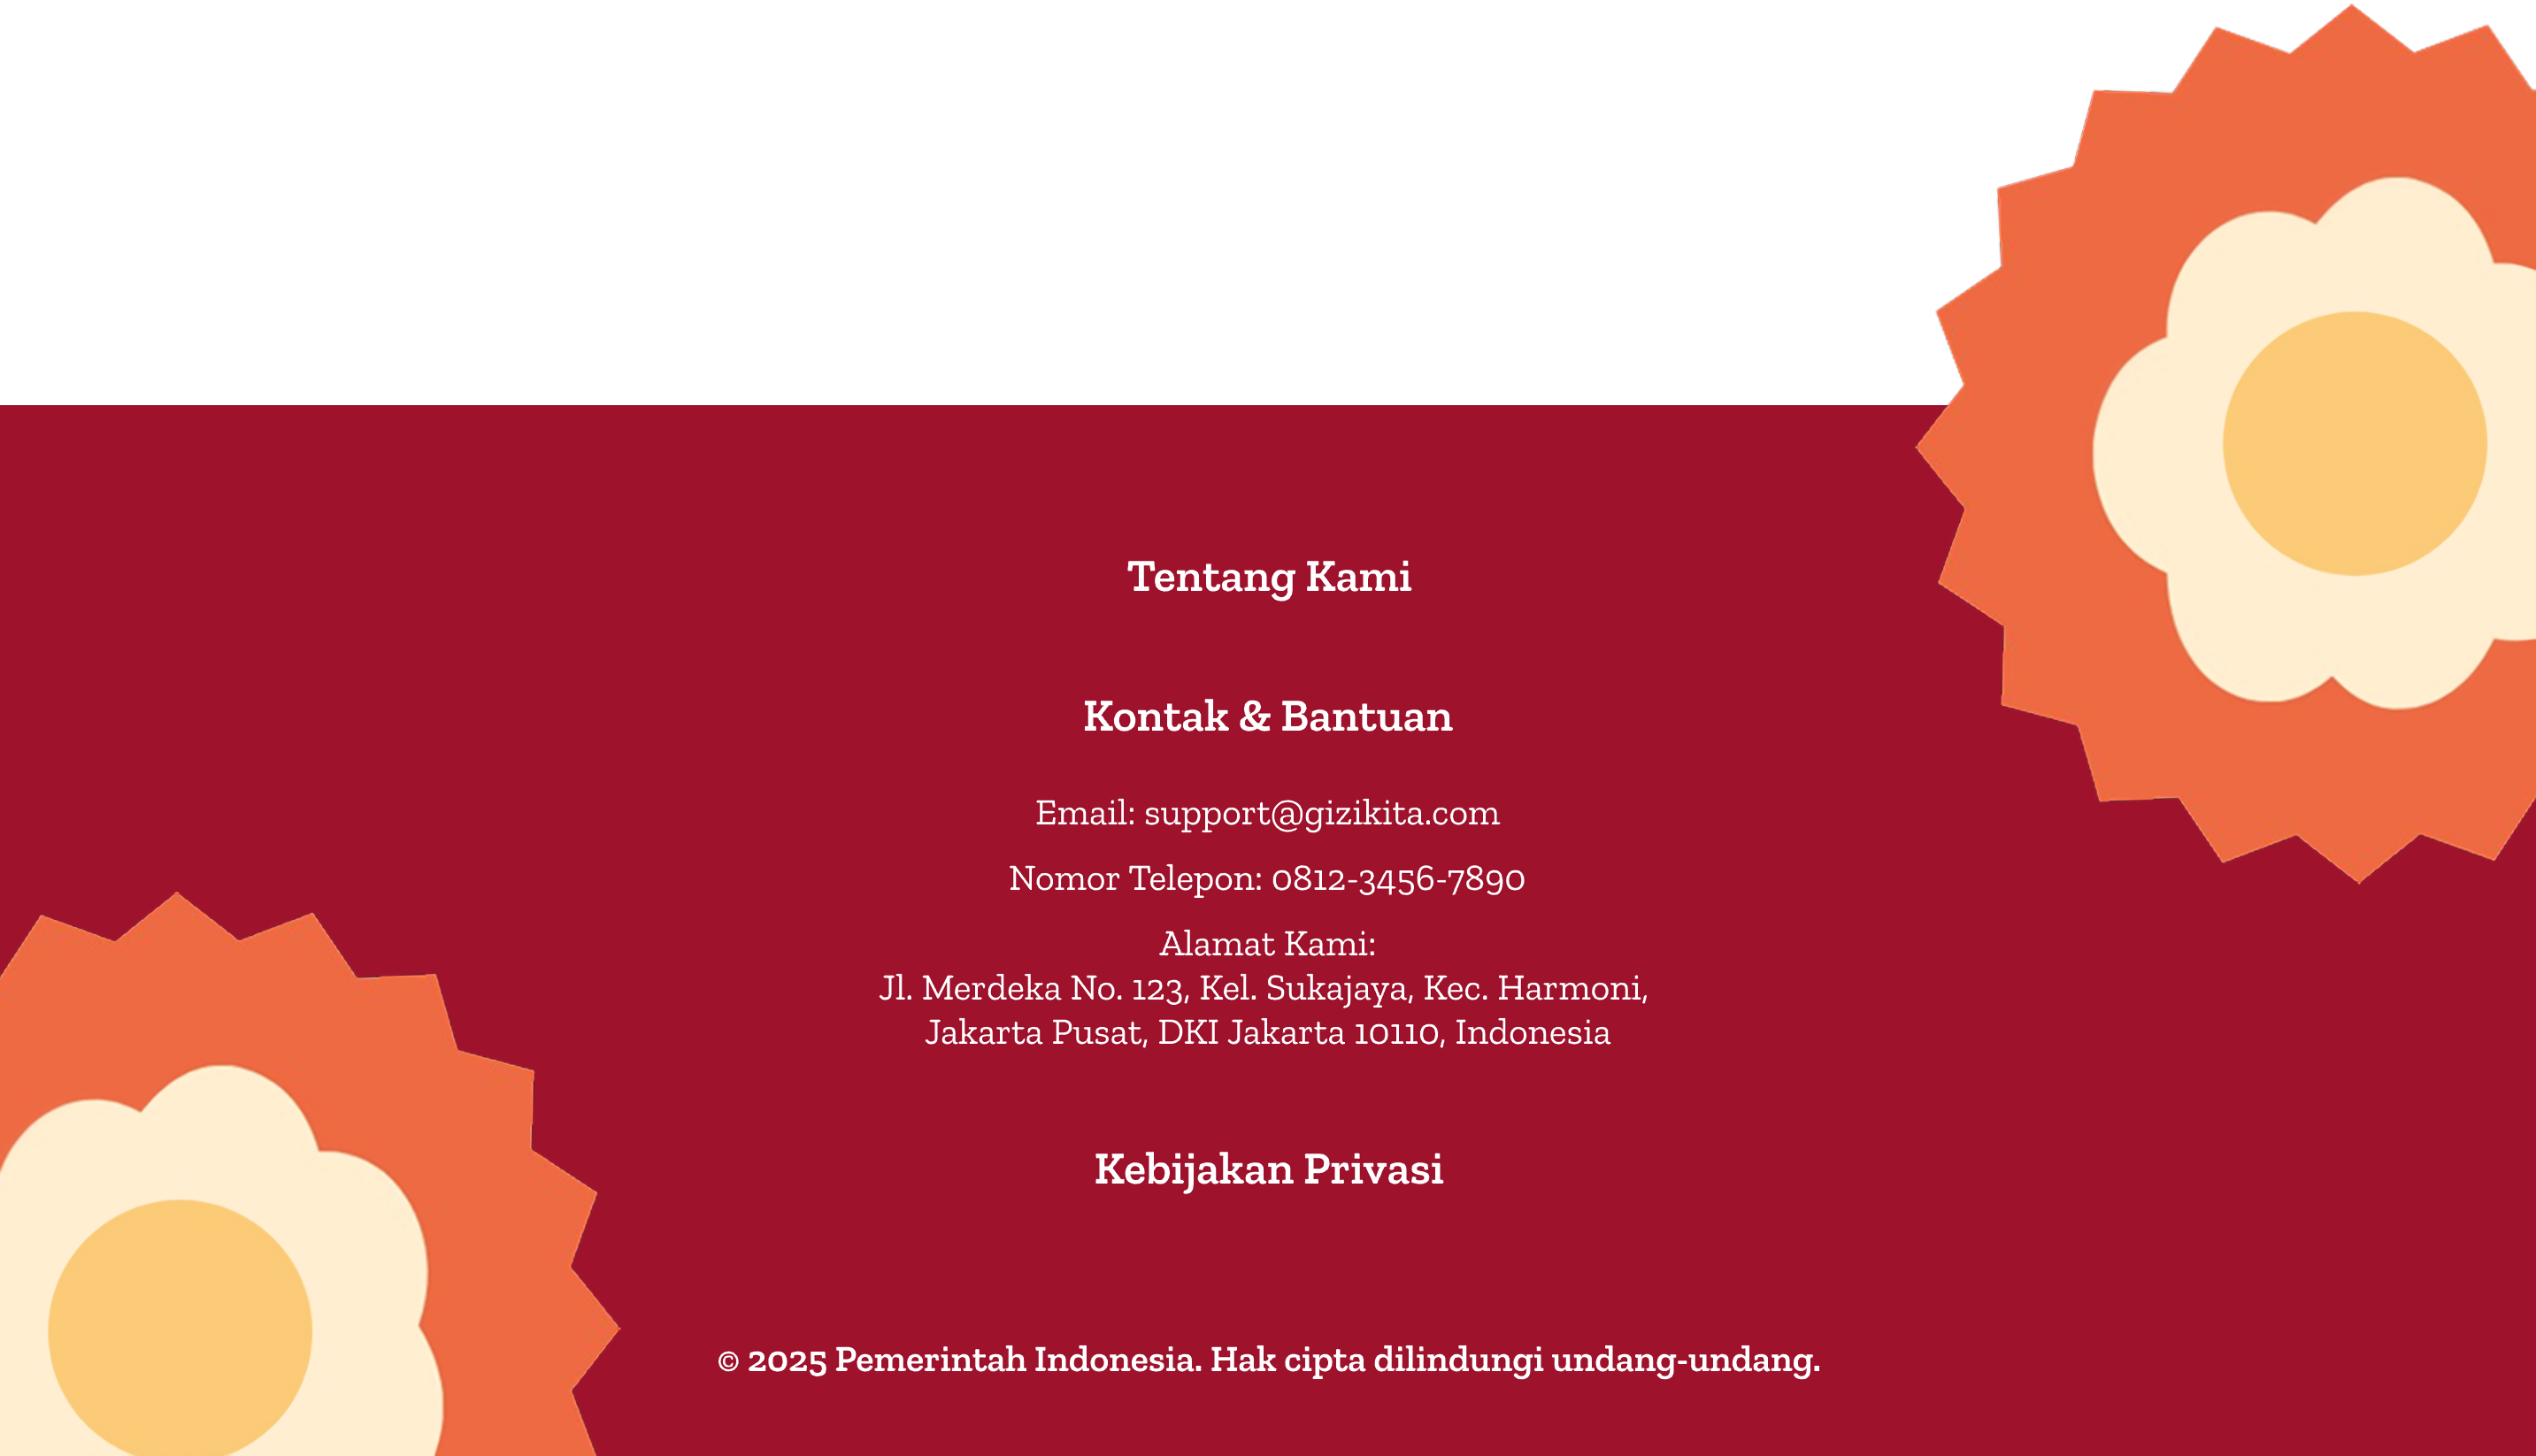 Tentang Kami
Kontak & Bantuan
Email: support@gizikita.com
Nomor Telepon: 0812-3456-7890
Alamat Kami:
Jl. Merdeka No. 123, Kel. Sukajaya, Kec. Harmoni,
Jakarta Pusat, DKI Jakarta 10110, Indonesia
Kebijakan Privasi
© 2025 Pemerintah Indonesia. Hak cipta dilindungi undang-undang.